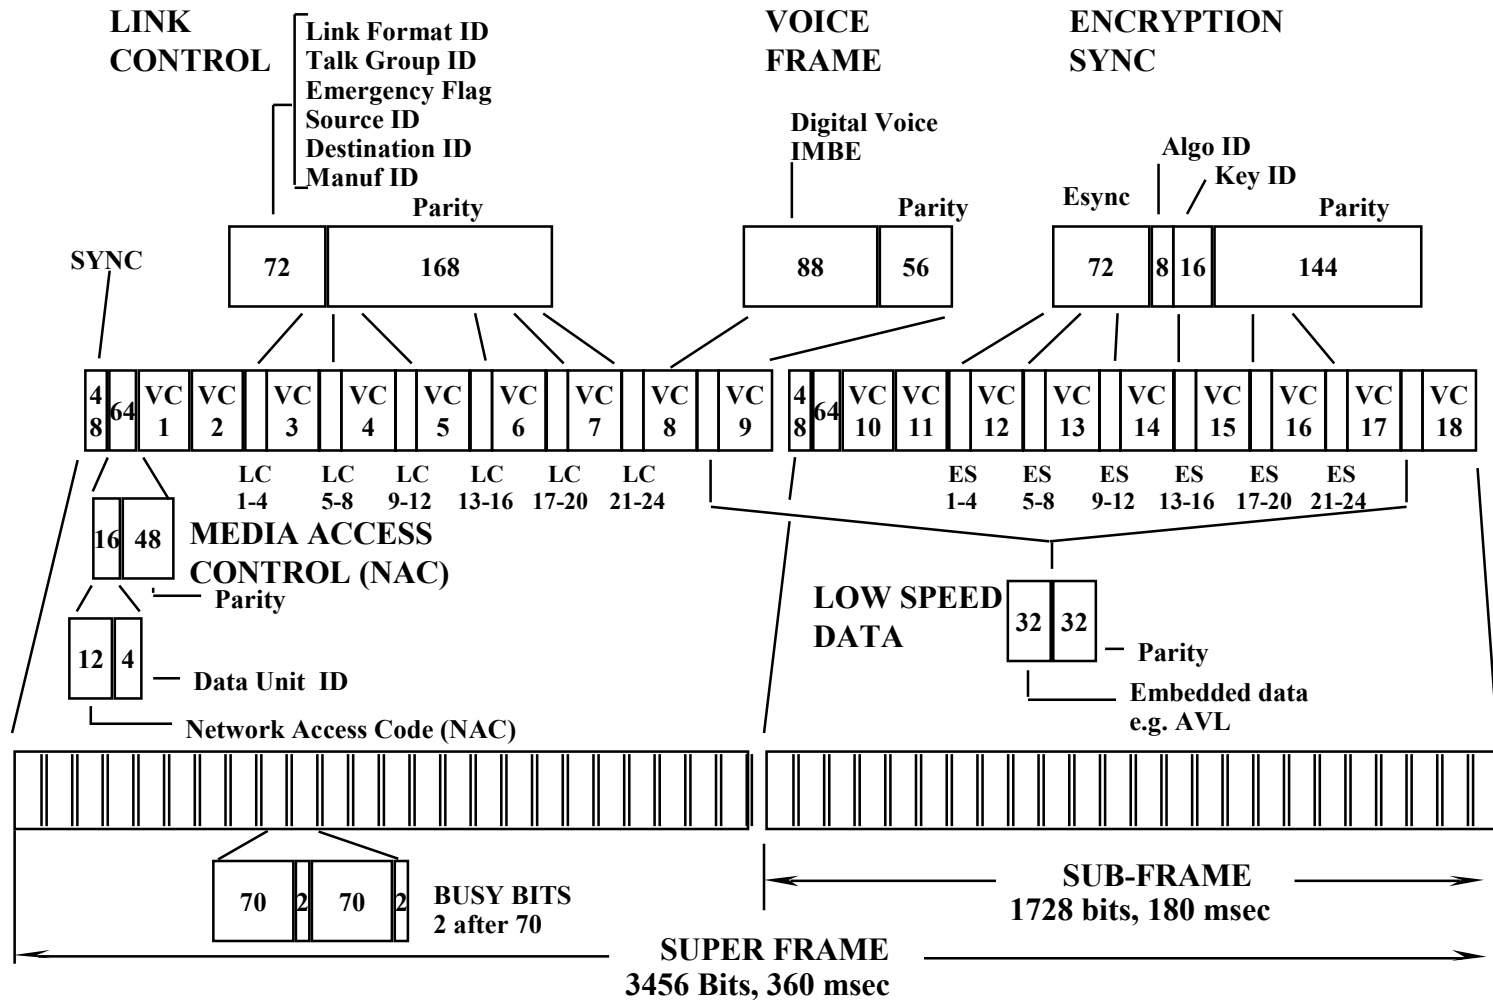 LINK
CONTROL
Link Format ID
Talk Group ID
Emergency Flag
Source ID
Destination ID
Manuf ID
VOICE
FRAME
ENCRYPTION
SYNC
Digital Voice
IMBE
Algo ID
Key ID
Esync
Parity
Parity
Parity
SYNC
72
168
88
56
72
8
16
144
4
8
64
VC
1
VC
2
VC
3
VC
4
VC
5
VC
6
VC
7
VC
8
VC
9
4
8
64
VC
10
VC
11
VC
12
VC
13
VC
14
VC
15
VC
16
VC
17
VC
18
LC
1-4
LC
5-8
LC
9-12
LC
13-16
LC
17-20
LC
21-24
ES
1-4
ES
5-8
ES
9-12
ES
13-16
ES
17-20
ES
21-24
16
48
MEDIA ACCESS
CONTROL (NAC)
Parity
12
4
Data Unit ID
Network Access Code (NAC)
LOW SPEED
DATA
32
32
Parity
Embedded data
e.g. AVL
70
2
70
2
BUSY BITS
2 after 70
SUB-FRAME
1728 bits, 180 msec
SUPER FRAME
3456 Bits, 360 msec